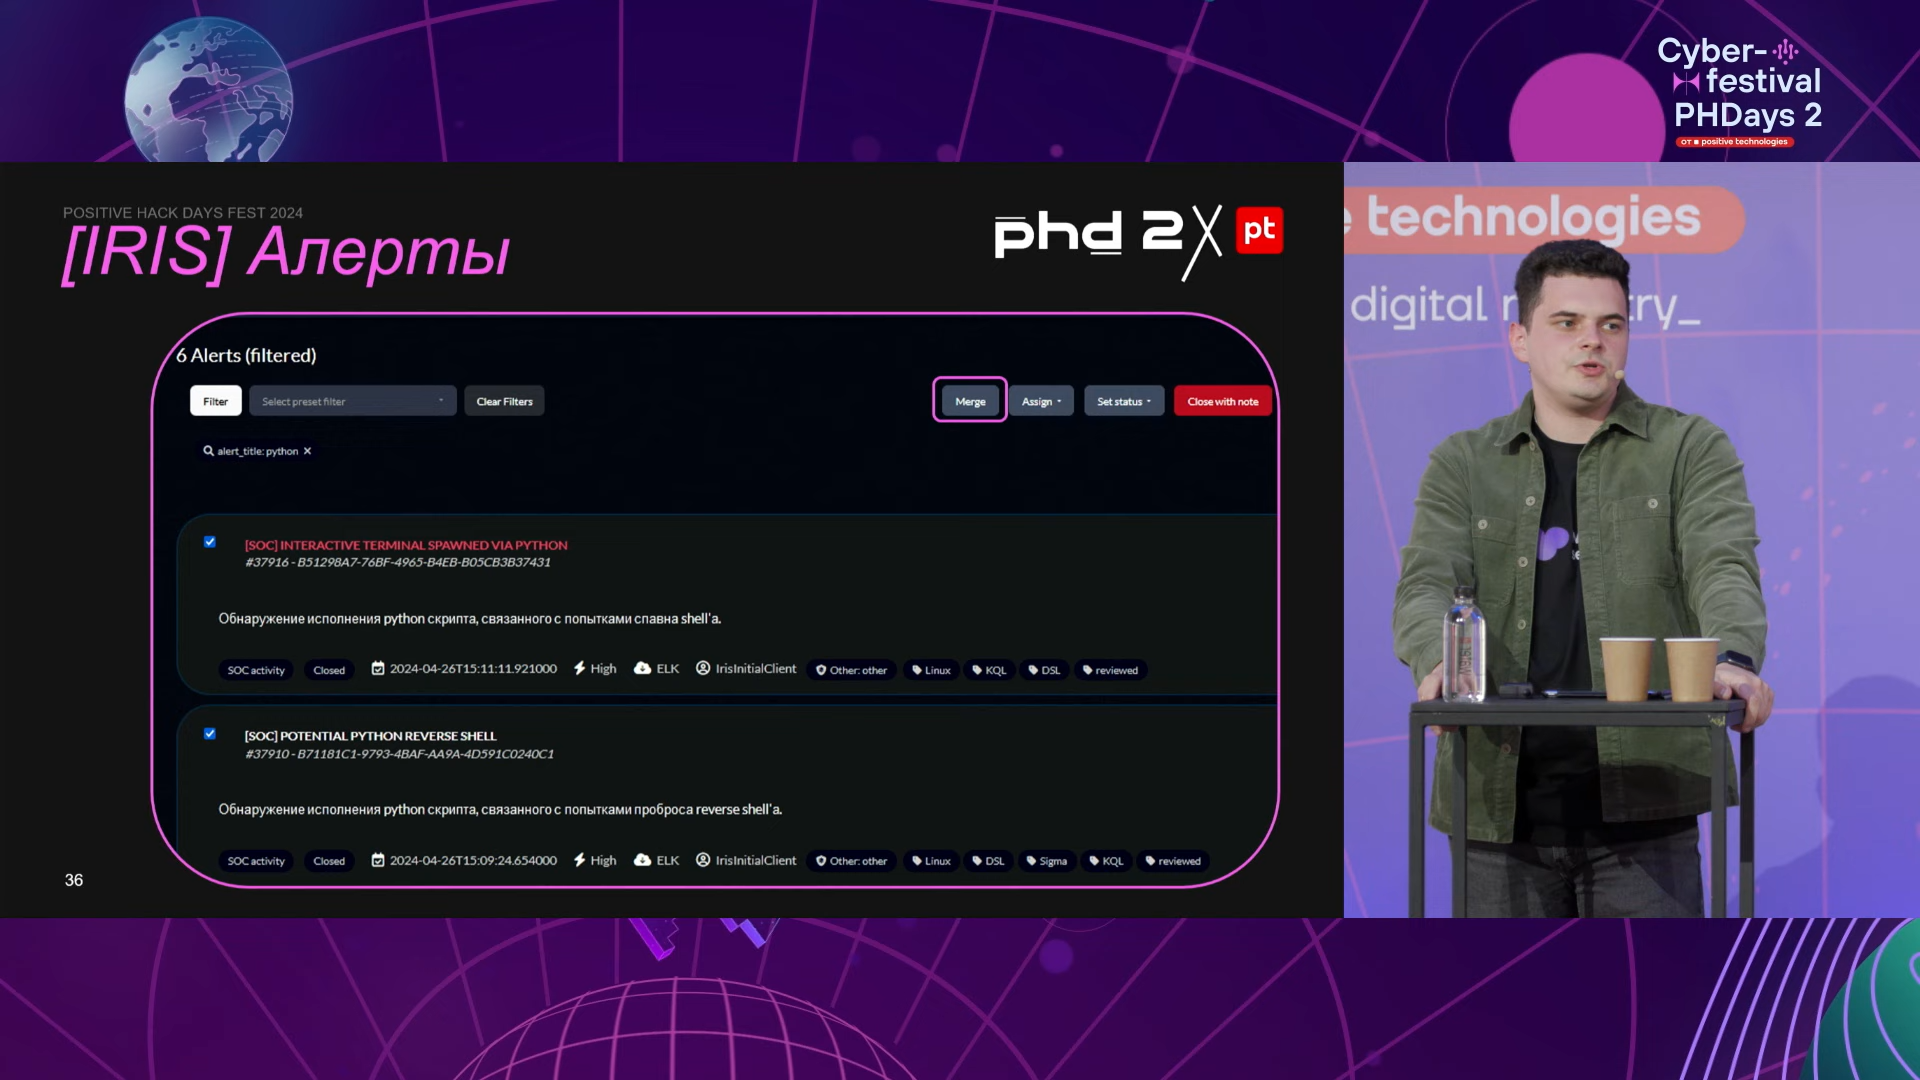 Cyber-
festival
PHDays 2
от positive technologies
POSITIVE HACK DAYS FEST 2024
[IRIS] Алерты
phd 2
pt
6 Alerts (filtered)
Filter
Select preset filter
Clear Filters
Merge
Assign
Set status
Close with note
alert_title: python
[SOC] INTERACTIVE TERMINAL SPAWNED VIA PYTHON
#37916 - B51298A7-76BF-4965-B4EB-B05CB3B37431
Обнаружение исполнения python скрипта, связанного с попытками спавна shell'а.
SOC activity Closed 2024-04-26T15:11:11.921000 High ELK IrisInitialClient Other: other Linux KQL DSL reviewed
[SOC] POTENTIAL PYTHON REVERSE SHELL
#37910 - B71181C1-9793-4BAF-AA9A-4D591C0240C1
Обнаружение исполнения python скрипта, связанного с попытками проброса reverse shell'а.
SOC activity Closed 2024-04-26T15:09:24.654000 High ELK IrisInitialClient Other: other Linux DSL Sigma KQL reviewed
36
technologies
digital